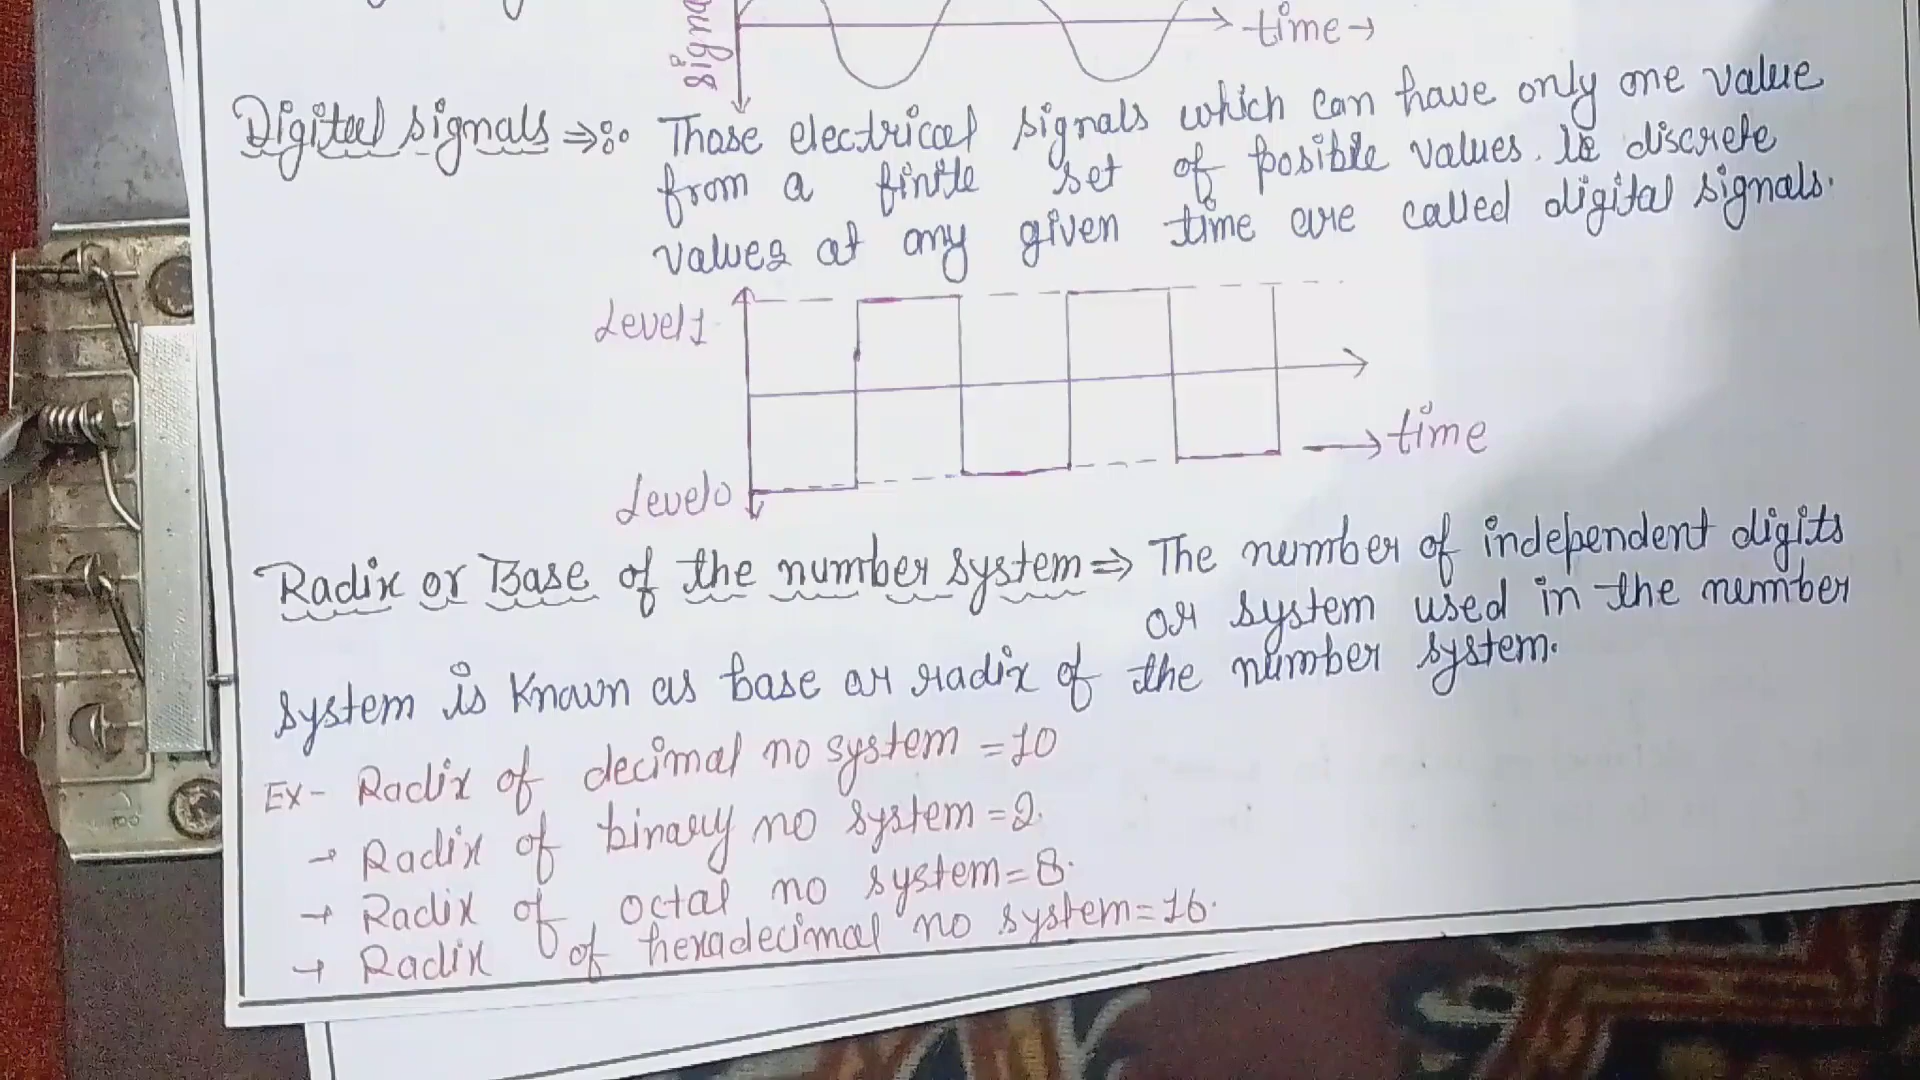 signa
time →
Digital signals ⇒ Those electrical signals which can have only one value
from a finite set of posible values. ie discrete
values at any given time are called digital signals.
Level 1
→ time
Level 0
Radix or Base of the number system ⇒ The number of independent digits
or system used in the number
system is known as base or radix of the number system.
Ex- Radix of decimal no system = 10
→ Radix of binary no system = 2.
→ Radix of octal no system = 8.
→ Radix of hexadecimal no system = 16.